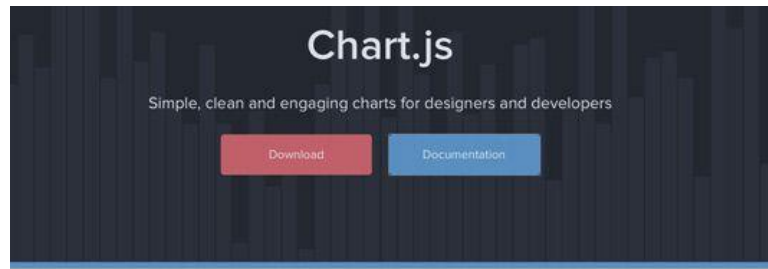 Chart.js
Simple, clean and engaging charts for designers and developers
Download
Documentation